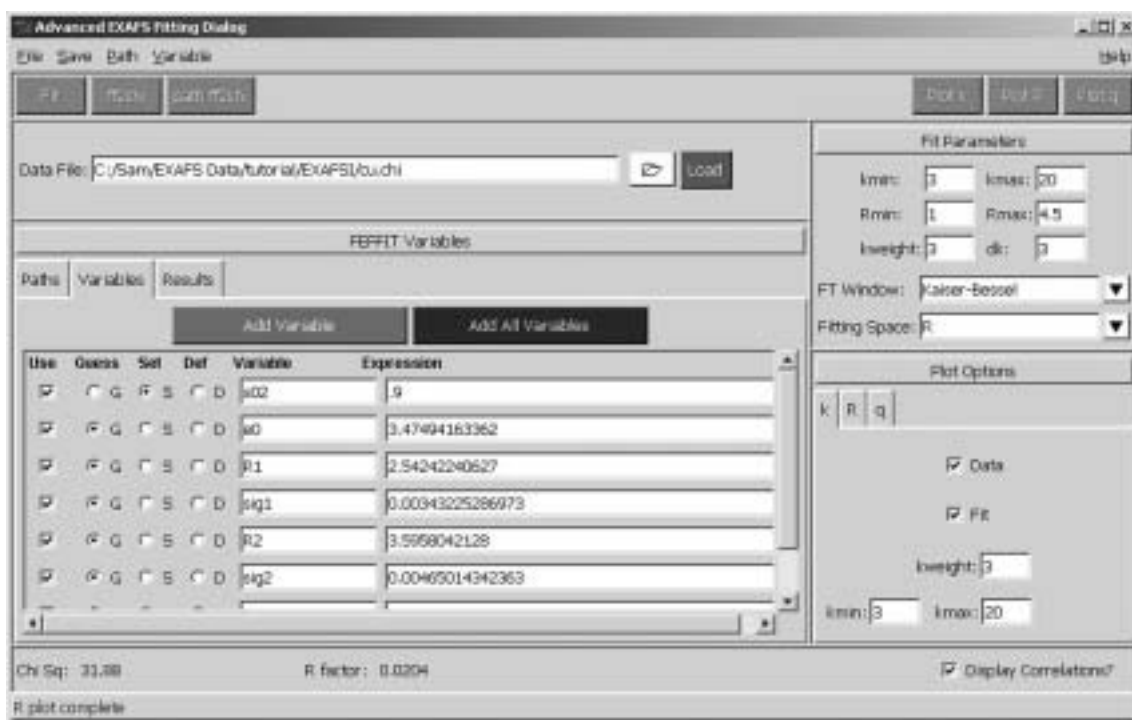 Advanced EXAFS Fitting Dialog
File Save Path Variable Help
Fit
Plot k Plot R Plot q
Data File: C:/Sam/EXAFS Data/tutorial/EXAFS1/cu.chi Load
FEFFIT Variables
Paths Variables Results
Add Variable Add All Variables
Use Guess Set Def Variable Expression
G S D s02 .9
G S D e0 3.47494163362
G S D R1 2.54242240627
G S D sig1 0.00343225286973
G S D R2 3.5958042128
G S D sig2 0.00465014342363
Fit Parameters
kmin: 3 kmax: 20
Rmin: 1 Rmax: 4.5
kweight: 3 dk: 3
FT Window: Kaiser-Bessel
Fitting Space: R
Plot Options
k R q
Data
Fit
kweight: 3
kmin: 3 kmax: 20
Chi Sq: 31.88 R factor: 0.0204 Display Correlations?
R plot complete